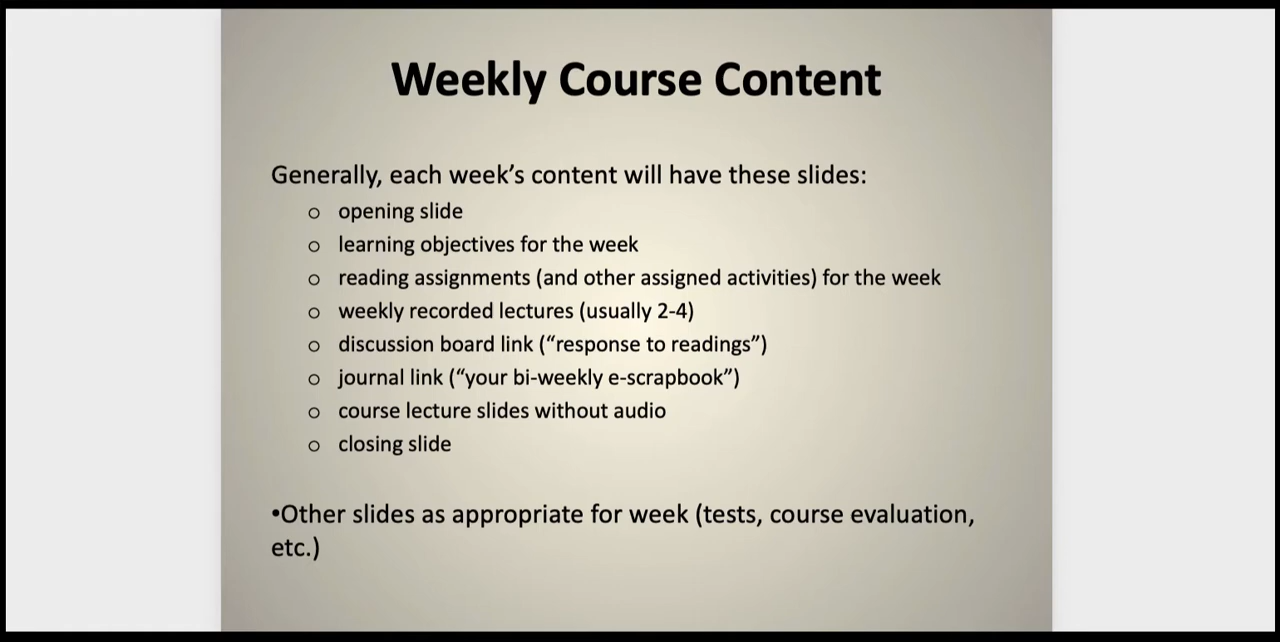 Weekly Course Content
Generally, each week’s content will have these slides:
o opening slide
o learning objectives for the week
o reading assignments (and other assigned activities) for the week
o weekly recorded lectures (usually 2-4)
o discussion board link (“response to readings”)
o journal link (“your bi-weekly e-scrapbook”)
o course lecture slides without audio
o closing slide
•Other slides as appropriate for week (tests, course evaluation,
etc.)